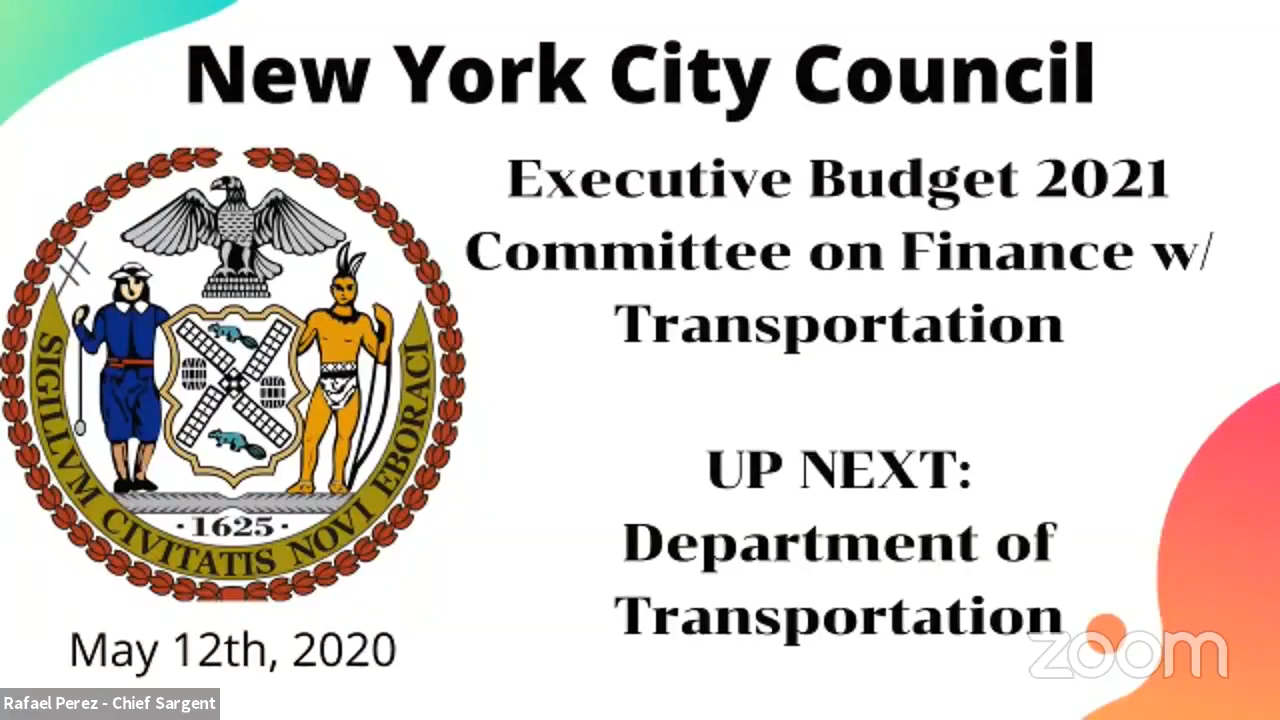 New York City Council
Executive Budget 2021
Committee on Finance w/
Transportation
UP NEXT:
Department of
Transportation
SIGILLVM CIVITATIS NOVI EBORACI
·1625·
May 12th, 2020
zoom
Rafael Perez - Chief Sargent